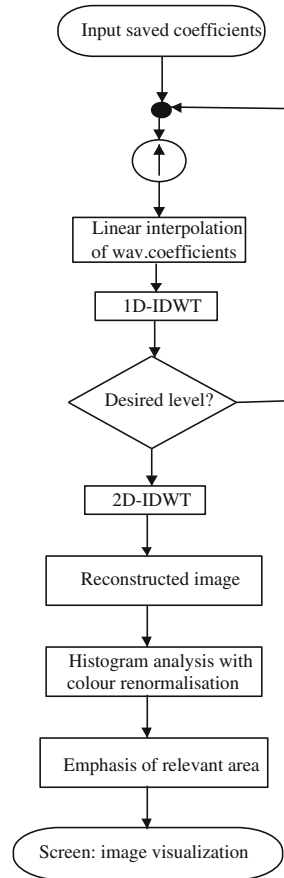 Input saved coefficients
Linear interpolation
of wav.coefficients
1D-IDWT
Desired level?
2D-IDWT
Reconstructed image
Histogram analysis with
colour renormalisation
Emphasis of relevant area
Screen: image visualization